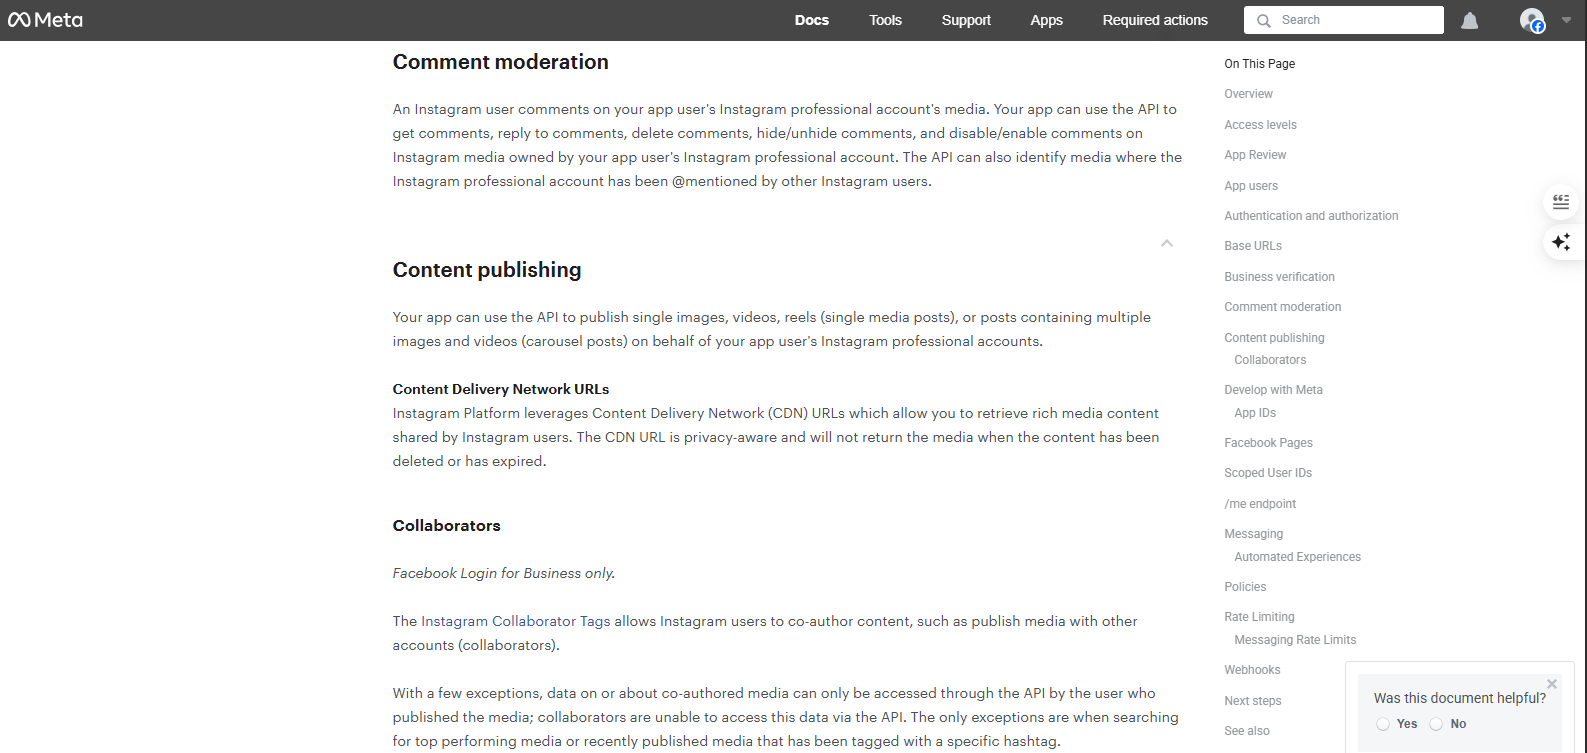 Meta
Docs
Tools
Support
Apps
Required actions
Search
Comment moderation
An Instagram user comments on your app user's Instagram professional account's media. Your app can use the API to
get comments, reply to comments, delete comments, hide/unhide comments, and disable/enable comments on
Instagram media owned by your app user's Instagram professional account. The API can also identify media where the
Instagram professional account has been @mentioned by other Instagram users.
Content publishing
Your app can use the API to publish single images, videos, reels (single media posts), or posts containing multiple
images and videos (carousel posts) on behalf of your app user's Instagram professional accounts.
Content Delivery Network URLs
Instagram Platform leverages Content Delivery Network (CDN) URLs which allow you to retrieve rich media content
shared by Instagram users. The CDN URL is privacy-aware and will not return the media when the content has been
deleted or has expired.
Collaborators
Facebook Login for Business only.
The Instagram Collaborator Tags allows Instagram users to co-author content, such as publish media with other
accounts (collaborators).
With a few exceptions, data on or about co-authored media can only be accessed through the API by the user who
published the media; collaborators are unable to access this data via the API. The only exceptions are when searching
for top performing media or recently published media that has been tagged with a specific hashtag.
On This Page
Overview
Access levels
App Review
App users
Authentication and authorization
Base URLs
Business verification
Comment moderation
Content publishing
Collaborators
Develop with Meta
App IDs
Facebook Pages
Scoped User IDs
/me endpoint
Messaging
Automated Experiences
Policies
Rate Limiting
Messaging Rate Limits
Webhooks
Next steps
See also
Was this document helpful?
Yes
No